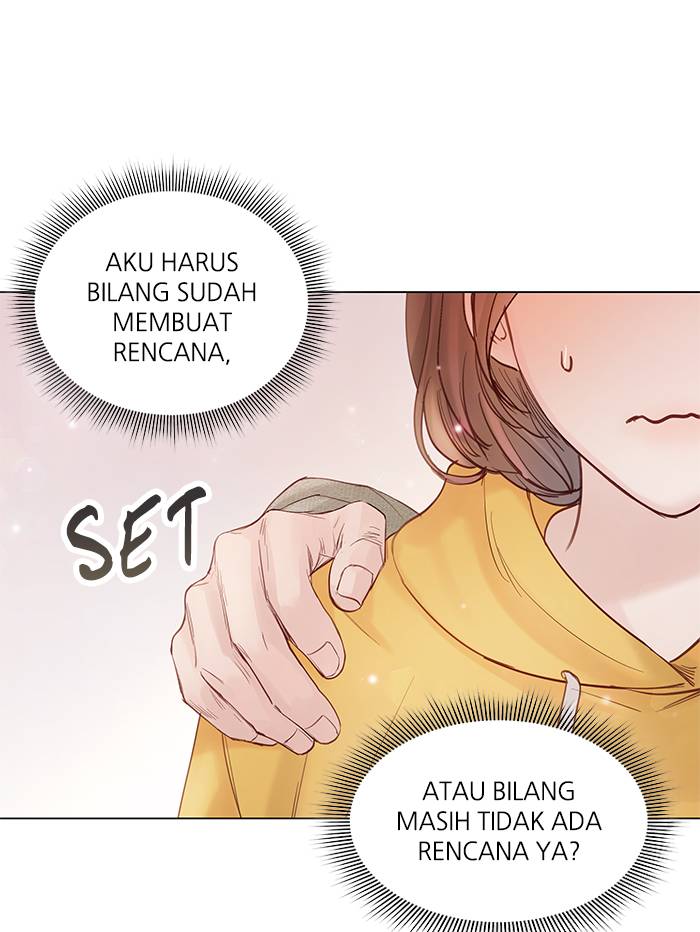 AKU HARUS
BILANG SUDAH
MEMBUAT
RENCANA,
SET
ATAU BILANG
MASIH TIDAK ADA
RENCANA YA?